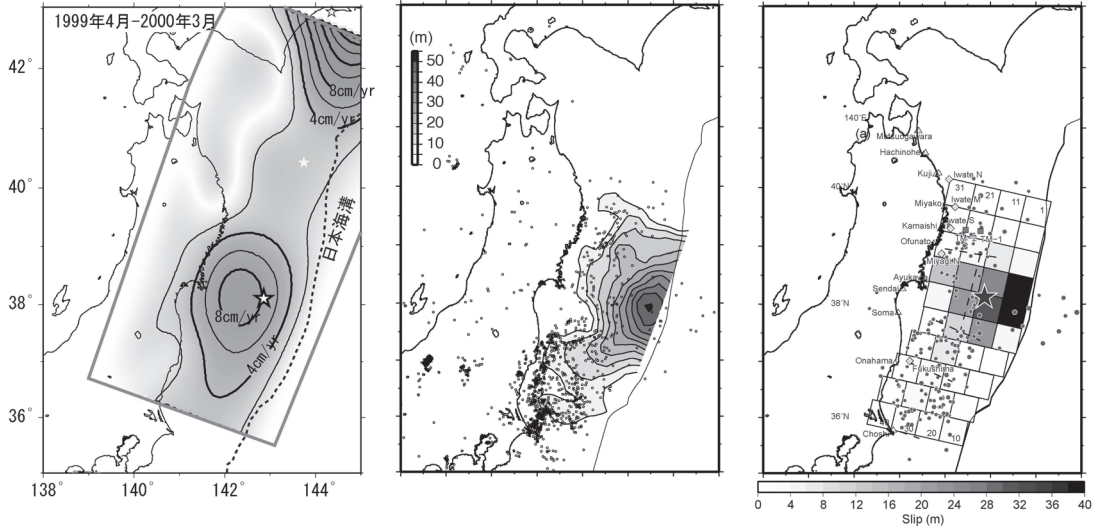 1999年4月−2000年3月
42°
40°
38°
36°
138°
140°
142°
144°
8cm/yr
4cm/yr
8cm/yr
4cm/yr
日本海溝
(m)
50
40
30
20
10
0
140°E
(a)
Mutsuogawara
Hachinohe
Kuji
Iwate N
40°N
31
21
11
1
Miyako
Iwate M
Kamaishi
Iwate S
Ofunato
TM-1
Miyagi N
Ayukawa
Sendai
38°N
Soma
Onahama
Fukushima
36°N
Choshi
30
20
10
0
4
8
12
16
20
24
28
32
36
40
Slip (m)